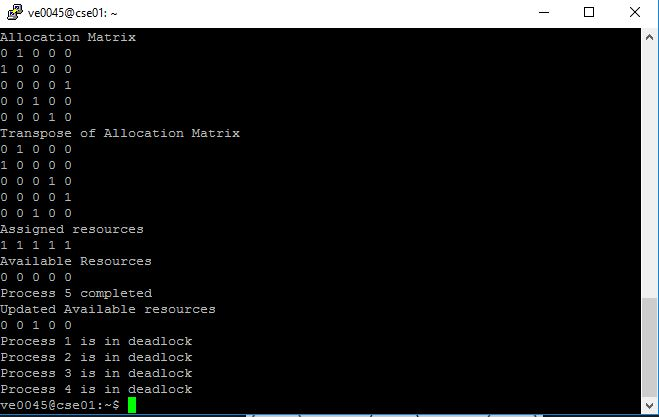 ve0045@cse01: ~
Allocation Matrix
0 1 0 0 0
1 0 0 0 0
0 0 0 0 1
0 0 1 0 0
0 0 0 1 0
Transpose of Allocation Matrix
0 1 0 0 0
1 0 0 0 0
0 0 0 1 0
0 0 0 0 1
0 0 1 0 0
Assigned resources
1 1 1 1 1
Available Resources
0 0 0 0 0
Process 5 completed
Updated Available resources
0 0 1 0 0
Process 1 is in deadlock
Process 2 is in deadlock
Process 3 is in deadlock
Process 4 is in deadlock
ve0045@cse01:~$